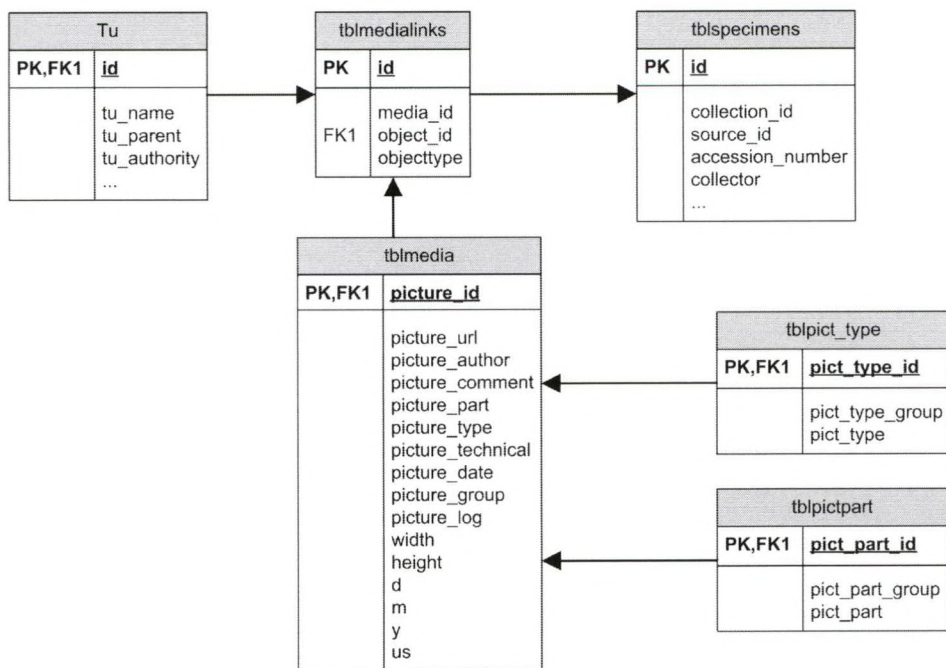 Tu
PK,FK1 id
tu_name
tu_parent
tu_authority
...
tblmedialinks
PK id
media_id
FK1 object_id
objecttype
tblspecimens
PK id
collection_id
source_id
accession_number
collector
...
tblmedia
PK,FK1 picture_id
picture_url
picture_author
picture_comment
picture_part
picture_type
picture_technical
picture_date
picture_group
picture_log
width
height
d
m
y
us
tblpict_type
PK,FK1 pict_type_id
pict_type_group
pict_type
tblpictpart
PK,FK1 pict_part_id
pict_part_group
pict_part